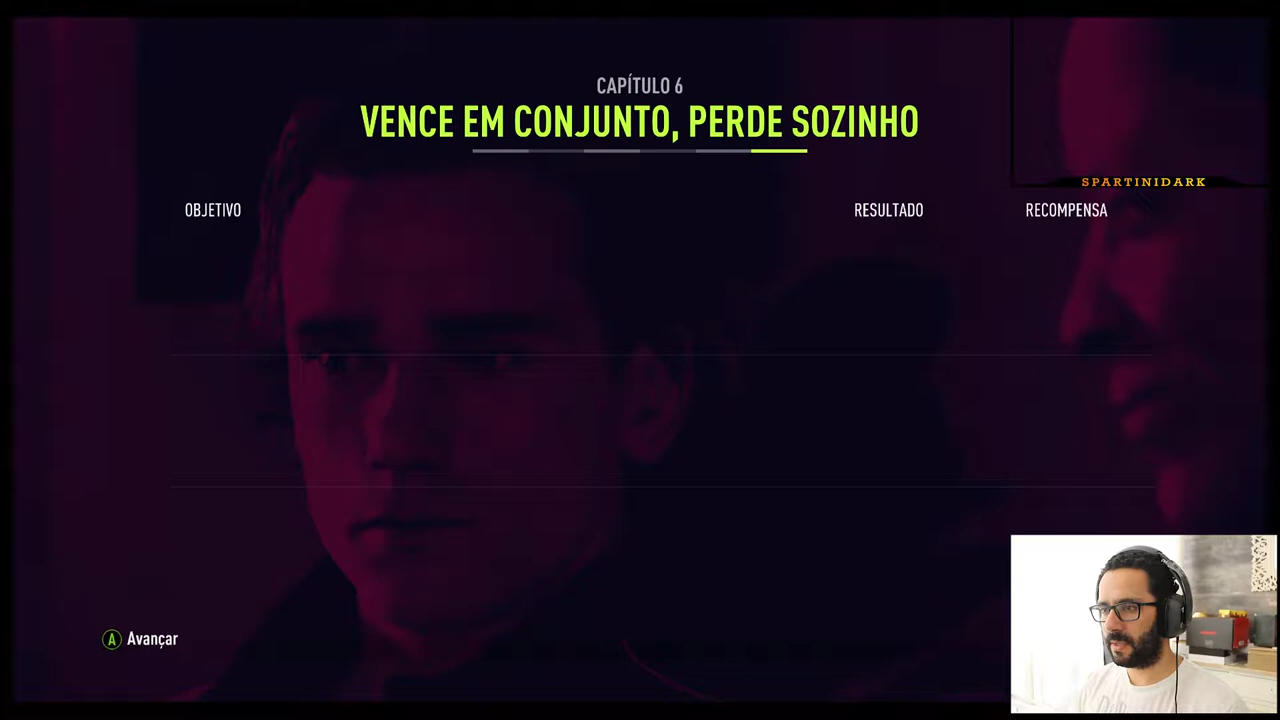 CAPÍTULO 6
VENCE EM CONJUNTO, PERDE SOZINHO
SPARTINIDARK
OBJETIVO RESULTADO RECOMPENSA
A Avançar